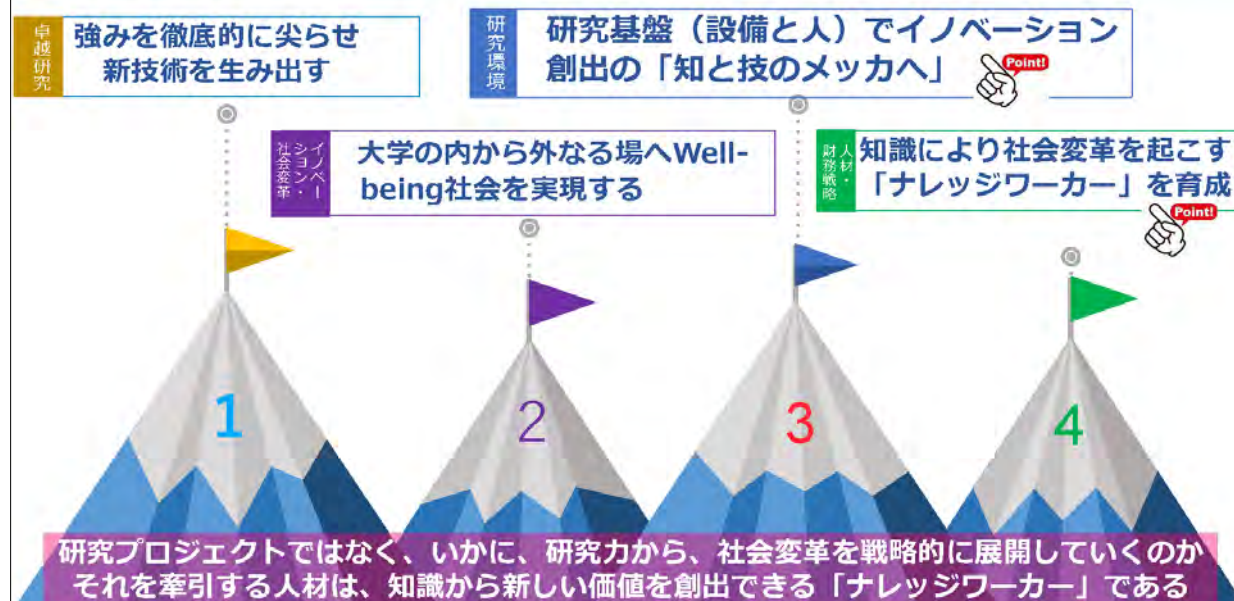 卓越研究
強みを徹底的に尖らせ
新技術を生み出す
研究環境
研究基盤（設備と人）でイノベーション
創出の「知と技のメッカへ」
Point!
イノベー
ション・
社会変革
大学の内から外なる場へWell-
being社会を実現する
人材・
財務戦略
知識により社会変革を起こす
「ナレッジワーカー」を育成
Point!
1
2
3
4
研究プロジェクトではなく、いかに、研究力から、社会変革を戦略的に展開していくのか
それを牽引する人材は、知識から新しい価値を創出できる「ナレッジワーカー」である